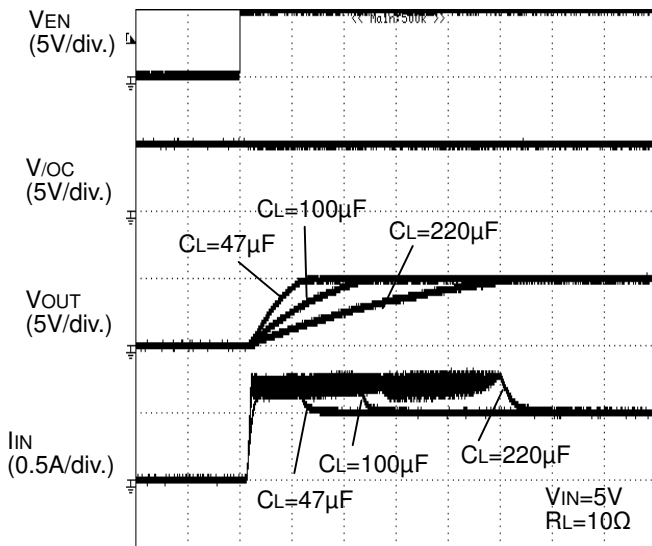 VEN
(5V/div.)
<< Main:500k >>
V/OC
(5V/div.)
CL=100µF
CL=47µF
CL=220µF
VOUT
(5V/div.)
IIN
(0.5A/div.)
CL=100µF
CL=220µF
CL=47µF
VIN=5V
RL=10Ω